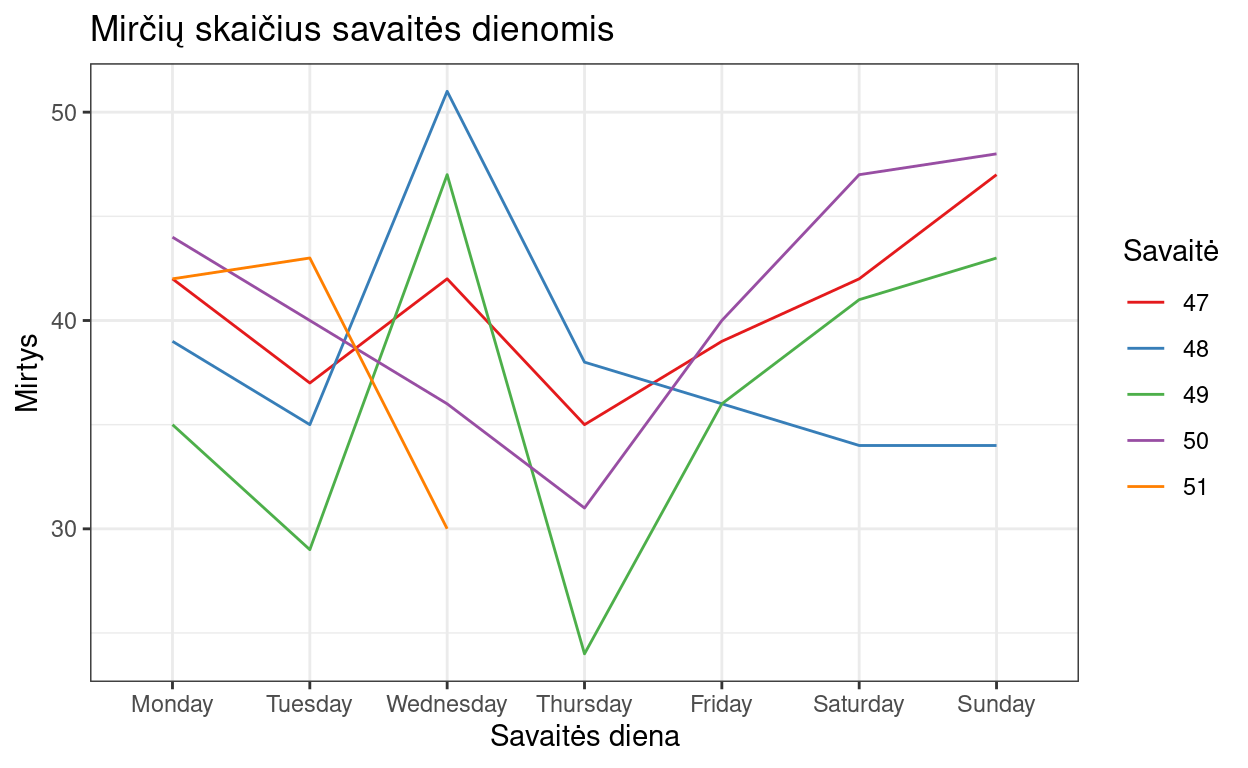 Mirčių skaičius savaitės dienomis
Mirtys
50
40
30
Monday Tuesday Wednesday Thursday Friday Saturday Sunday
Savaitės diena
Savaitė
47
48
49
50
51